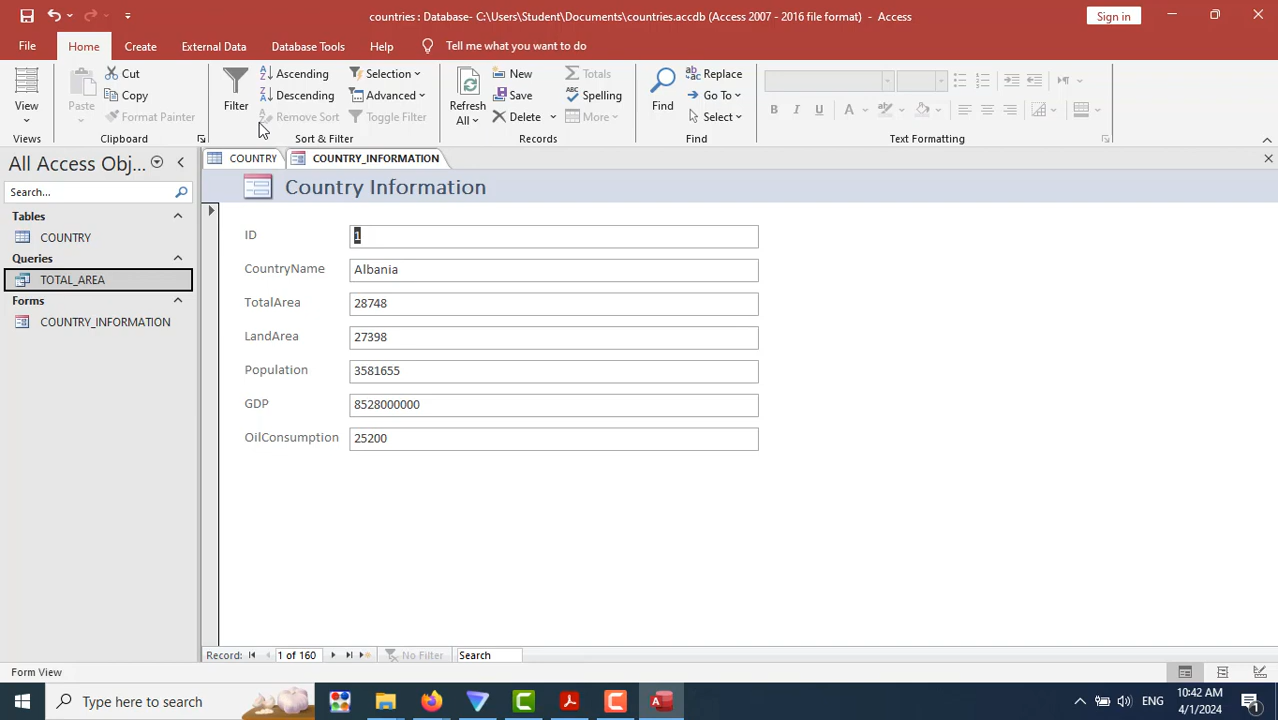 countries : Database- C:\Users\Student\Documents\countries.accdb (Access 2007 - 2016 file format) - Access
Sign in
File Home Create External Data Database Tools Help Tell me what you want to do
View
Views
Paste
Cut
Copy
Format Painter
Clipboard
Filter
Ascending
Descending
Remove Sort
Selection
Advanced
Toggle Filter
Sort & Filter
Refresh
All
New
Save
Delete
Totals
Spelling
More
Records
Find
Replace
Go To
Select
Find
B I U
A
Text Formatting
All Access Obj...
Search...
Tables
COUNTRY
Queries
TOTAL_AREA
Forms
COUNTRY_INFORMATION
COUNTRY COUNTRY_INFORMATION
Country Information
ID 1
CountryName Albania
TotalArea 28748
LandArea 27398
Population 3581655
GDP 8528000000
OilConsumption 25200
Record: 1 of 160 No Filter Search
Form View
Type here to search
ENG
10:42 AM
4/1/2024
1